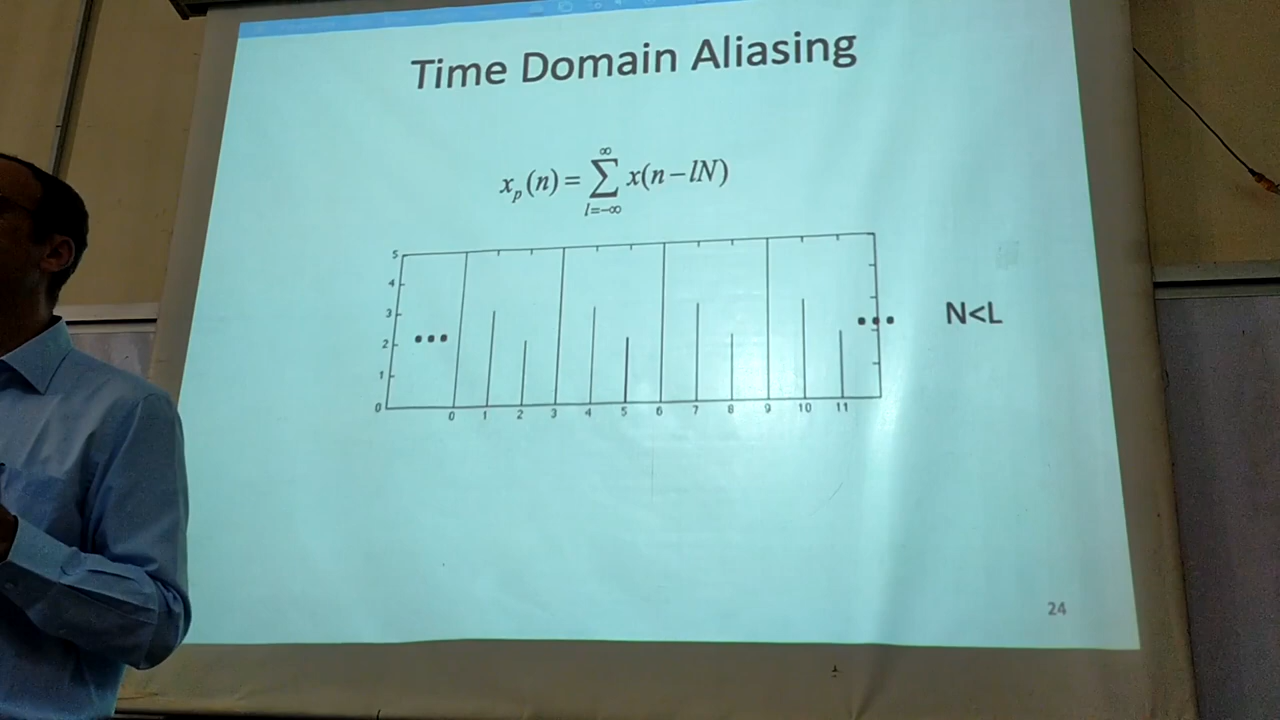 Time Domain Aliasing
∞
x_p(n) = ∑ x(n−lN)
l=−∞
5
4
3
2
1
0
0 1 2 3 4 5 6 7 8 9 10 11
N<L
24